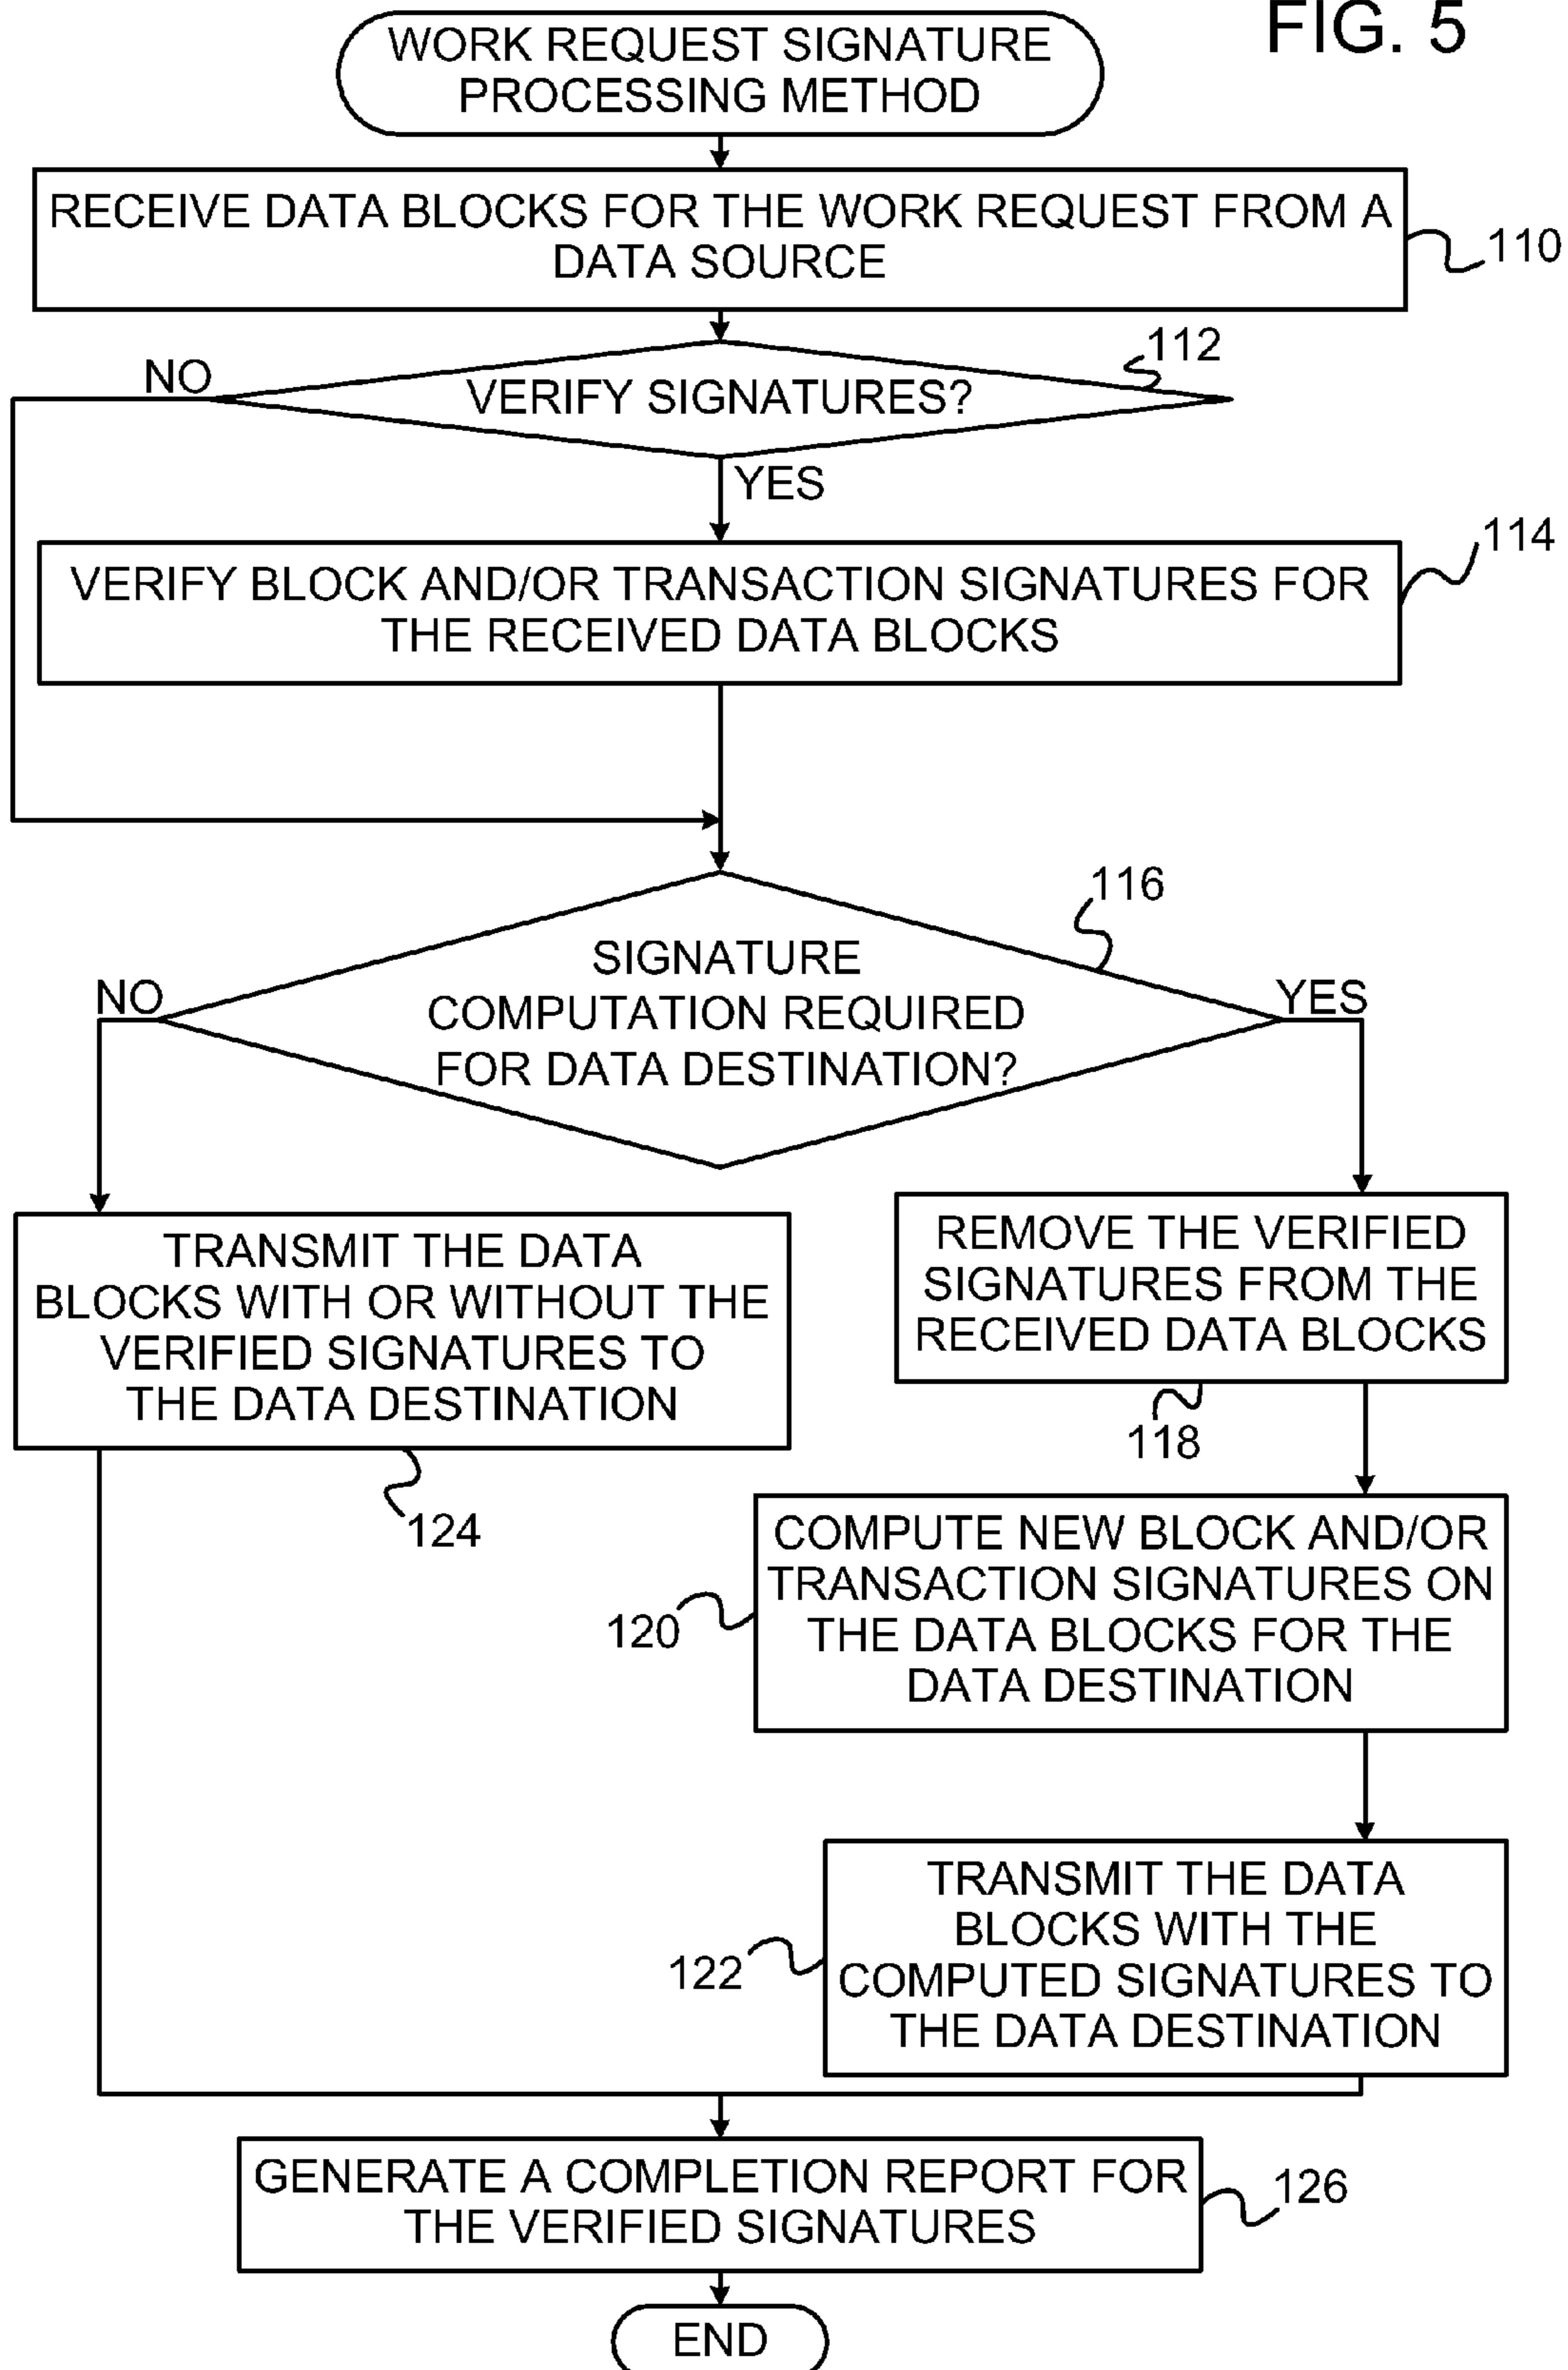 FIG. 5
WORK REQUEST SIGNATURE
PROCESSING METHOD
RECEIVE DATA BLOCKS FOR THE WORK REQUEST FROM A
DATA SOURCE
110
112
NO
VERIFY SIGNATURES?
YES
114
VERIFY BLOCK AND/OR TRANSACTION SIGNATURES FOR
THE RECEIVED DATA BLOCKS
116
SIGNATURE
COMPUTATION REQUIRED
FOR DATA DESTINATION?
NO
YES
TRANSMIT THE DATA
BLOCKS WITH OR WITHOUT THE
VERIFIED SIGNATURES TO
THE DATA DESTINATION
124
REMOVE THE VERIFIED
SIGNATURES FROM THE
RECEIVED DATA BLOCKS
118
COMPUTE NEW BLOCK AND/OR
TRANSACTION SIGNATURES ON
THE DATA BLOCKS FOR THE
DATA DESTINATION
120
TRANSMIT THE DATA
BLOCKS WITH THE
COMPUTED SIGNATURES TO
THE DATA DESTINATION
122
GENERATE A COMPLETION REPORT FOR
THE VERIFIED SIGNATURES
126
END